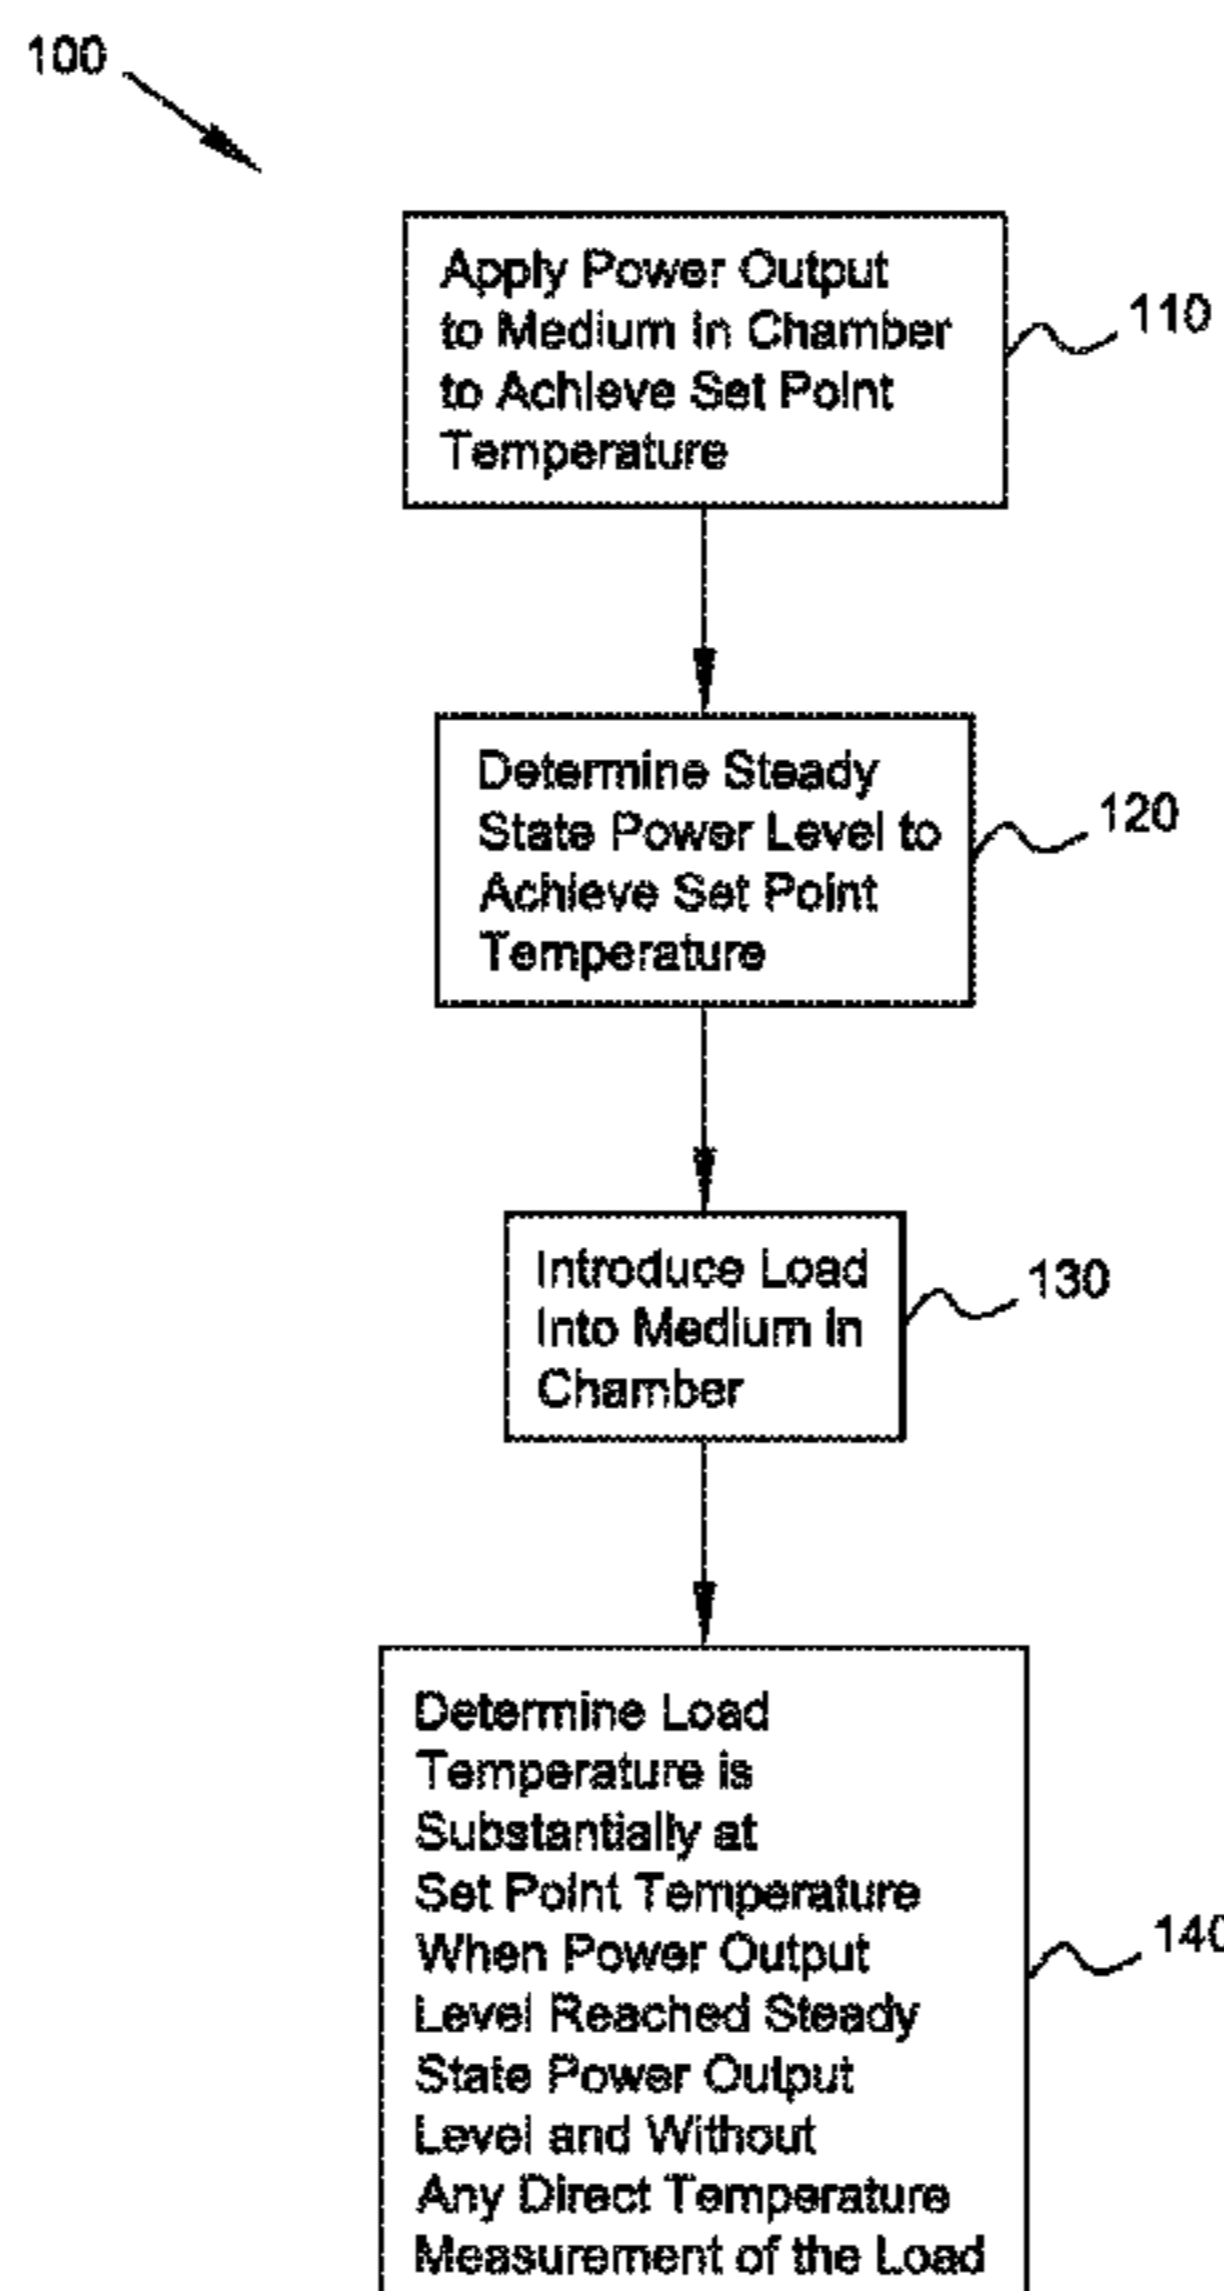 100
Apply Power Output
to Medium in Chamber
to Achieve Set Point
Temperature
110
Determine Steady
State Power Level to
Achieve Set Point
Temperature
120
Introduce Load
Into Medium in
Chamber
130
Determine Load
Temperature is
Substantially at
Set Point Temperature
When Power Output
Level Reached Steady
State Power Output
Level and Without
Any Direct Temperature
Measurement of the Load
140